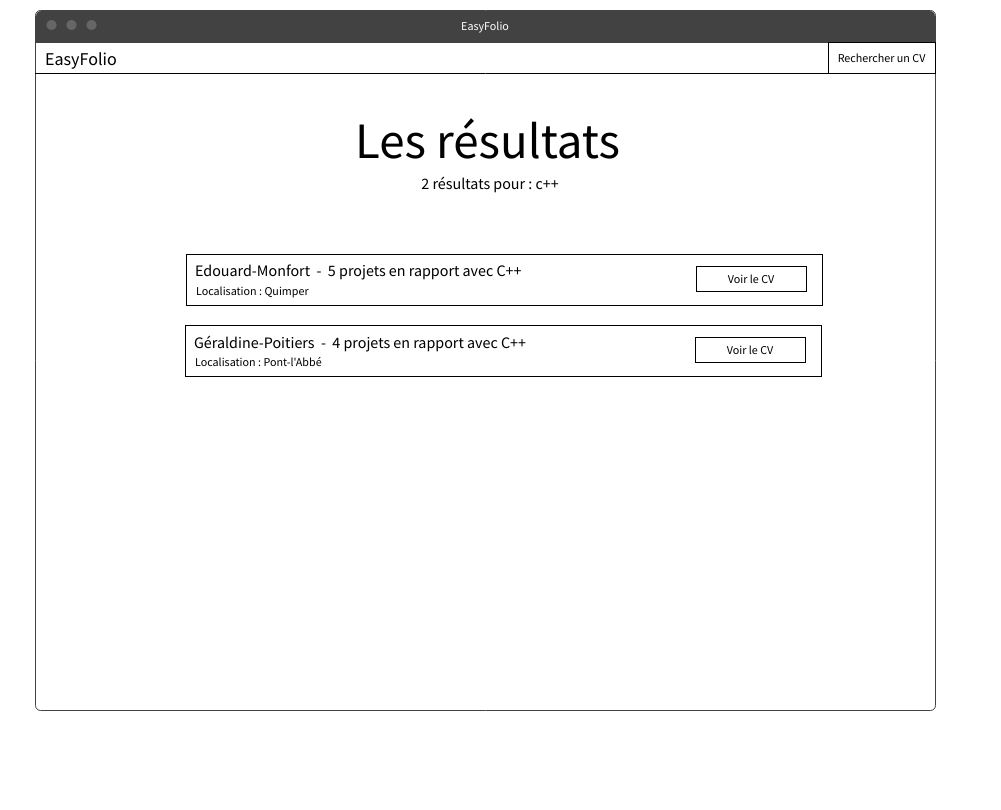 EasyFolio
EasyFolio
Rechercher un CV
Les résultats
2 résultats pour : c++
Edouard-Monfort - 5 projets en rapport avec C++
Localisation : Quimper
Voir le CV
Géraldine-Poitiers - 4 projets en rapport avec C++
Localisation : Pont-l'Abbé
Voir le CV